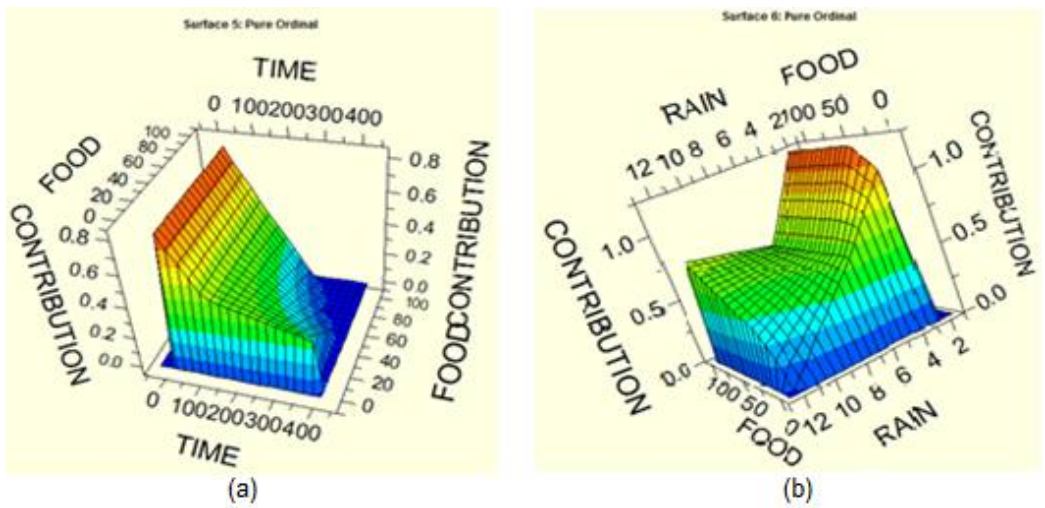 Surface 5: Pure Ordinal
TIME
0 100200300400
FOOD
100
80
60
40
20
0
CONTRIBUTION
0.8
0.6
0.4
0.2
0.0
0.8
0.6
0.4
0.2
0.0
CONTRIBUTION
100
80
60
40
20
0
FOOD
0 100200300400
TIME
(a)
Surface 6: Pure Ordinal
FOOD
RAIN
12 10 8 6 4 2100 50 0
CONTRIBUTION
1.0
0.5
0.0
1.0
0.5
0.0
CONTRIBUTION
100 50 0
FOOD
12 10 8 6 4 2
RAIN
(b)